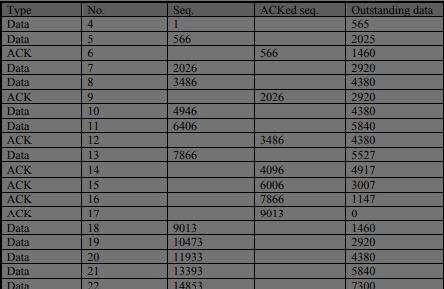 Type No. Seq. ACKed seq. Outstanding data
Data 4 1 565
Data 5 566 2025
ACK 6 566 1460
Data 7 2026 2920
Data 8 3486 4380
ACK 9 2026 2920
Data 10 4946 4380
Data 11 6406 5840
ACK 12 3486 4380
Data 13 7866 5527
ACK 14 4096 4917
ACK 15 6006 3007
ACK 16 7866 1147
ACK 17 9013 0
Data 18 9013 1460
Data 19 10473 2920
Data 20 11933 4380
Data 21 13393 5840
Data 22 14853 7300